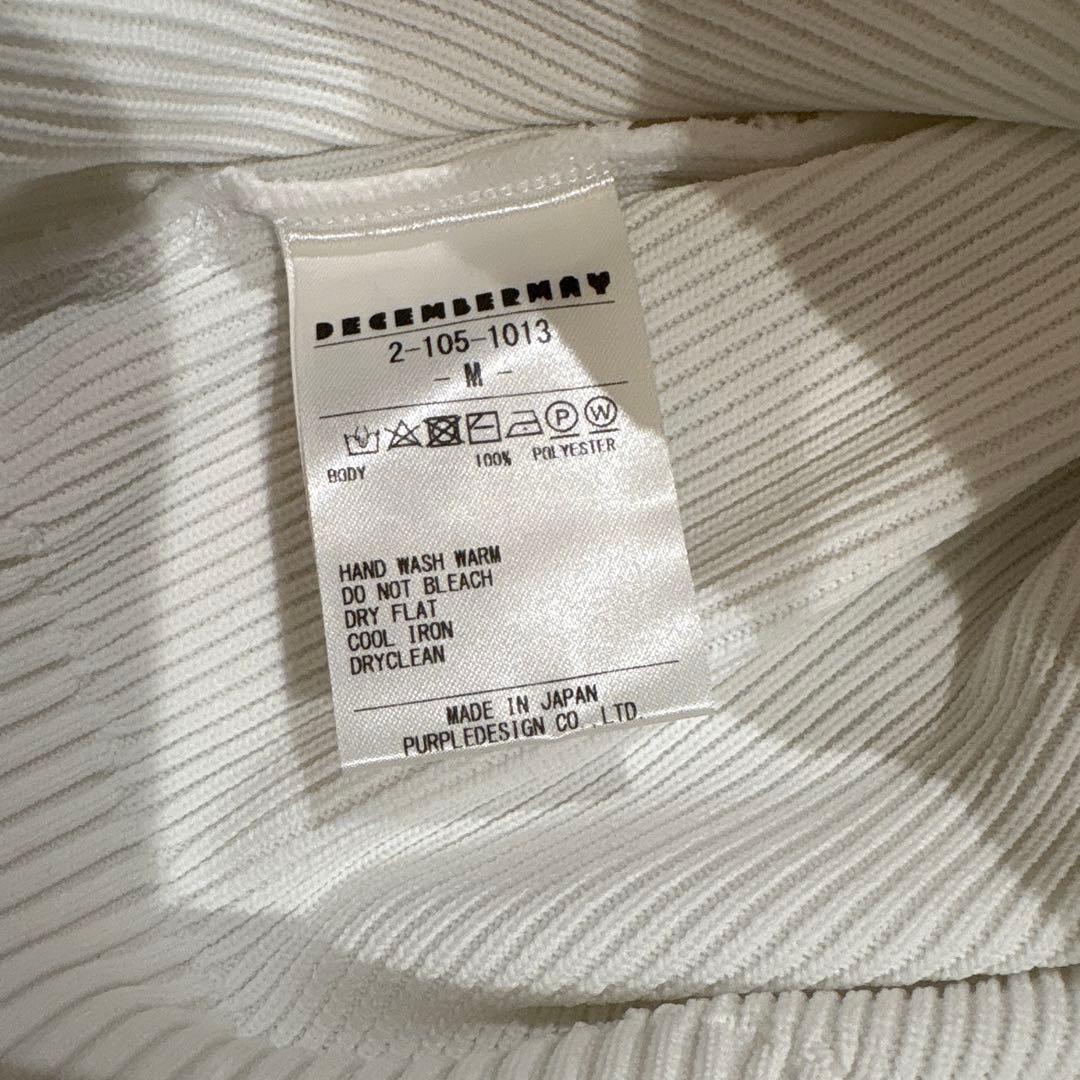 DECEMBERMAY
2-105-1013
- M -
P W
BODY 100% POLYESTER
HAND WASH WARM
DO NOT BLEACH
DRY FLAT
COOL IRON
DRYCLEAN
MADE IN JAPAN
PURPLEDESIGN CO.,LTD.